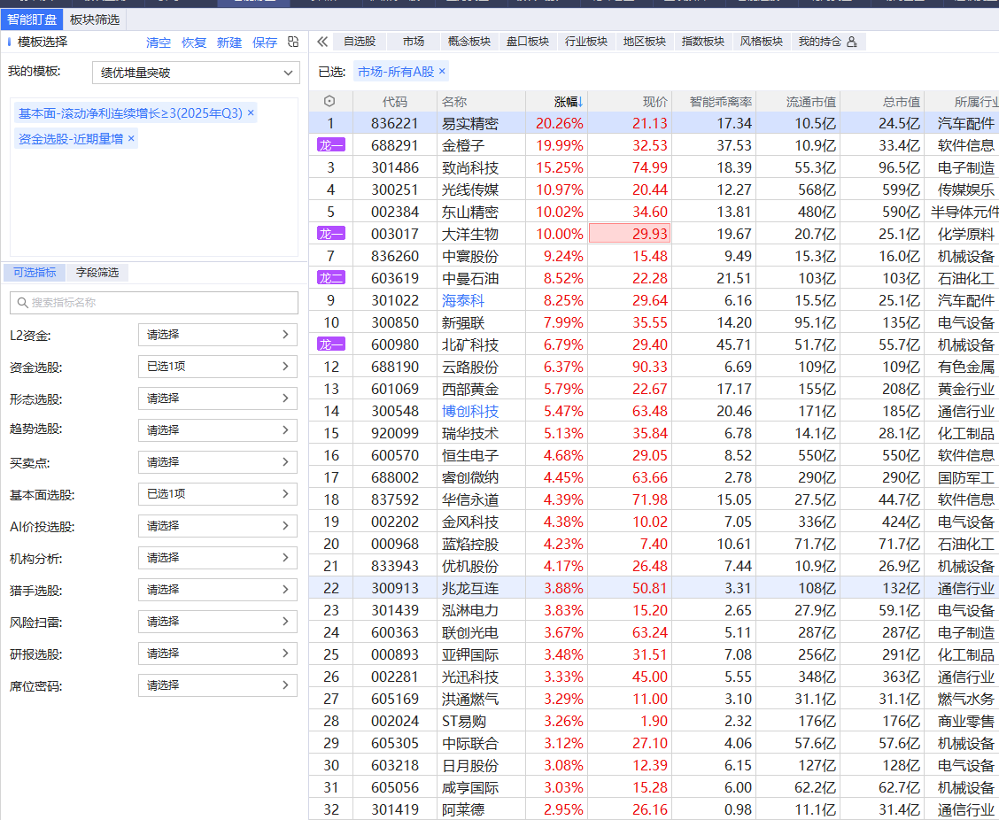 智能盯盘 板块筛选
模板选择 清空 恢复 新建 保存
我的模板: 绩优堆量突破
基本面-滚动净利连续增长≥3(2025年Q3) ×
资金选股-近期量增 ×
可选指标 字段筛选
搜索指标名称
L2资金: 请选择
资金选股: 已选1项
形态选股: 请选择
趋势选股: 请选择
买卖点: 请选择
基本面选股: 已选1项
AI价投选股: 请选择
机构分析: 请选择
猎手选股: 请选择
风险扫雷: 请选择
研报选股: 请选择
席位密码: 请选择
自选股 市场 概念板块 盘口板块 行业板块 地区板块 指数板块 风格板块 我的持仓
已选: 市场-所有A股 ×
代码 名称 涨幅↓ 现价 智能乖离率 流通市值 总市值 所属行业
1 836221 易实精密 20.26% 21.13 17.34 10.5亿 24.5亿 汽车配件
龙一 688291 金橙子 19.99% 32.53 37.53 10.9亿 33.4亿 软件信息
3 301486 致尚科技 15.25% 74.99 18.39 55.3亿 96.5亿 电子制造
4 300251 光线传媒 10.97% 20.44 12.27 568亿 599亿 传媒娱乐
5 002384 东山精密 10.02% 34.60 13.81 480亿 590亿 半导体元件
龙一 003017 大洋生物 10.00% 29.93 19.67 20.7亿 25.1亿 化学原料
7 836260 中寰股份 9.24% 15.48 9.49 15.3亿 16.0亿 机械设备
龙二 603619 中曼石油 8.52% 22.28 21.51 103亿 103亿 石油化工
9 301022 海泰科 8.25% 29.64 6.16 15.5亿 25.1亿 汽车配件
10 300850 新强联 7.99% 35.55 14.20 95.1亿 135亿 电气设备
龙一 600980 北矿科技 6.79% 29.40 45.71 51.7亿 55.7亿 机械设备
12 688190 云路股份 6.37% 90.33 6.69 109亿 109亿 有色金属
13 601069 西部黄金 5.79% 22.67 17.17 155亿 208亿 黄金行业
14 300548 博创科技 5.47% 63.48 20.46 171亿 185亿 通信行业
15 920099 瑞华技术 5.13% 35.84 6.78 14.1亿 28.1亿 化工制品
16 600570 恒生电子 4.68% 29.05 8.52 550亿 550亿 软件信息
17 688002 睿创微纳 4.45% 63.66 2.78 290亿 290亿 国防军工
18 837592 华信永道 4.39% 71.98 15.05 27.5亿 44.7亿 软件信息
19 002202 金风科技 4.38% 10.02 7.05 336亿 424亿 电气设备
20 000968 蓝焰控股 4.23% 7.40 10.61 71.7亿 71.7亿 石油化工
21 833943 优机股份 4.17% 26.48 7.44 10.9亿 26.9亿 机械设备
22 300913 兆龙互连 3.88% 50.81 3.31 108亿 132亿 通信行业
23 301439 泓淋电力 3.83% 15.20 2.65 27.9亿 59.1亿 电气设备
24 600363 联创光电 3.67% 63.24 5.11 287亿 287亿 电子制造
25 000893 亚钾国际 3.48% 31.51 7.08 256亿 291亿 化工制品
26 002281 光迅科技 3.33% 45.00 5.55 348亿 363亿 通信行业
27 605169 洪通燃气 3.29% 11.00 3.10 31.1亿 31.1亿 燃气水务
28 002024 ST易购 3.26% 1.90 2.32 176亿 176亿 商业零售
29 605305 中际联合 3.12% 27.10 4.06 57.6亿 57.6亿 机械设备
30 603218 日月股份 3.08% 12.39 6.15 127亿 128亿 电气设备
31 605056 咸亨国际 3.03% 15.28 6.00 62.2亿 62.7亿 机械设备
32 301419 阿莱德 2.95% 26.16 0.98 11.1亿 31.4亿 通信行业